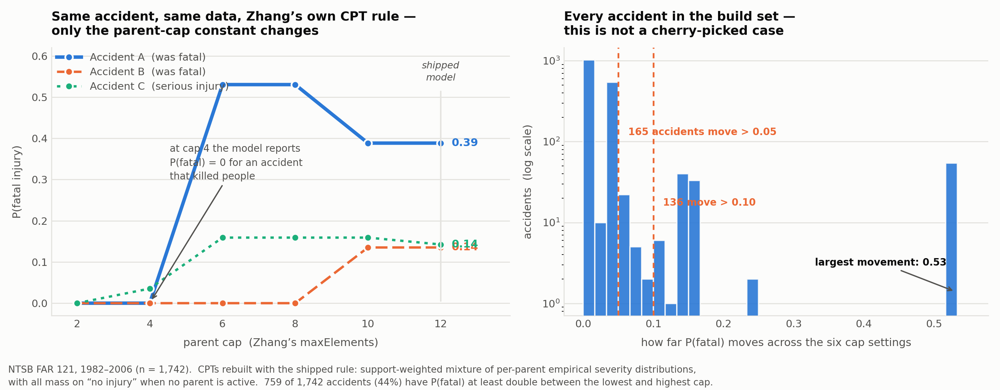 Same accident, same data, Zhang’s own CPT rule —
only the parent-cap constant changes
0.6
0.5
0.4
0.3
0.2
0.1
0.0
P(fatal injury)
Accident A (was fatal)
Accident B (was fatal)
Accident C (serious injury)
shipped
model
at cap 4 the model reports
P(fatal) = 0 for an accident
that killed people
0.39
0.14
0.14
2 4 6 8 10 12
parent cap (Zhang’s maxElements)
Every accident in the build set —
this is not a cherry-picked case
10³
10²
10¹
10⁰
accidents (log scale)
165 accidents move > 0.05
136 move > 0.10
largest movement: 0.53
0.0 0.1 0.2 0.3 0.4 0.5
how far P(fatal) moves across the six cap settings
NTSB FAR 121, 1982–2006 (n = 1,742). CPTs rebuilt with the shipped rule: support-weighted mixture of per-parent empirical severity distributions,
with all mass on “no injury” when no parent is active. 759 of 1,742 accidents (44%) have P(fatal) at least double between the lowest and highest cap.